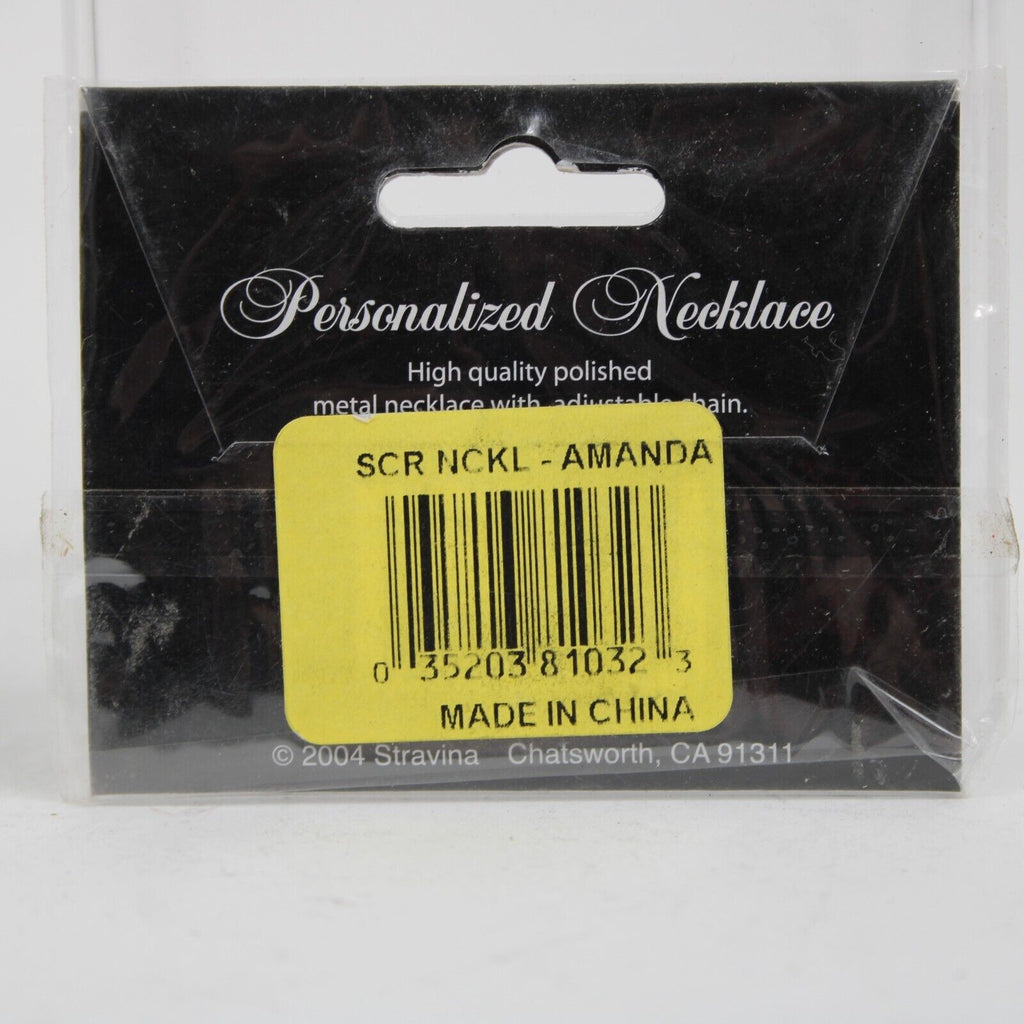 Personalized Necklace
High quality polished
metal necklace with adjustable chain.
SCR NCKL - AMANDA
0 35203 81032 3
MADE IN CHINA
© 2004 Stravina Chatsworth, CA 91311